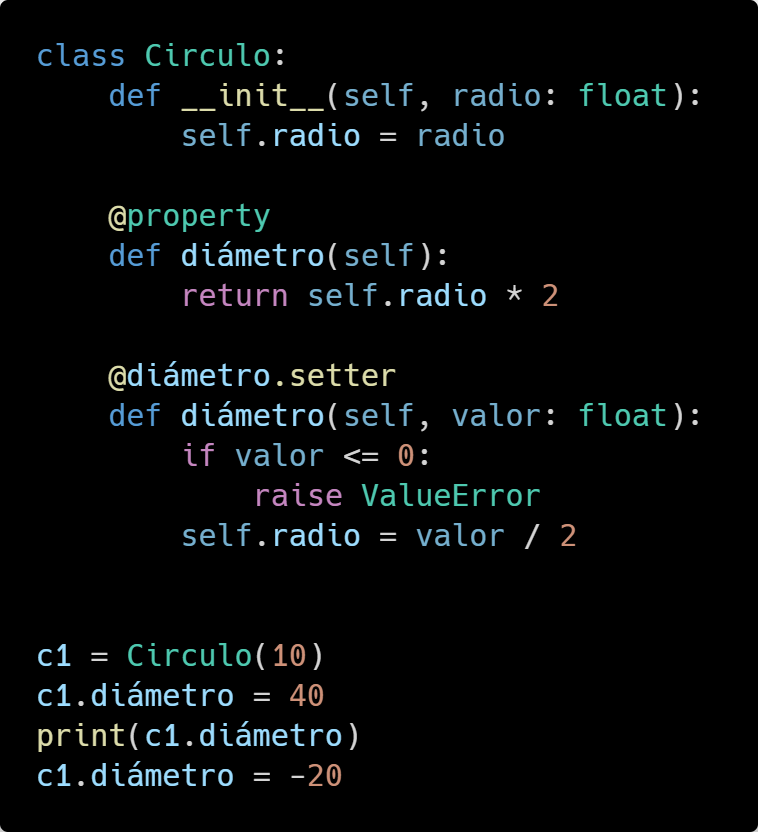 class Circulo:
    def __init__(self, radio: float):
        self.radio = radio
    @property
    def diámetro(self):
        return self.radio * 2
    @diámetro.setter
    def diámetro(self, valor: float):
        if valor <= 0:
            raise ValueError
        self.radio = valor / 2
c1 = Circulo(10)
c1.diámetro = 40
print(c1.diámetro)
c1.diámetro = -20